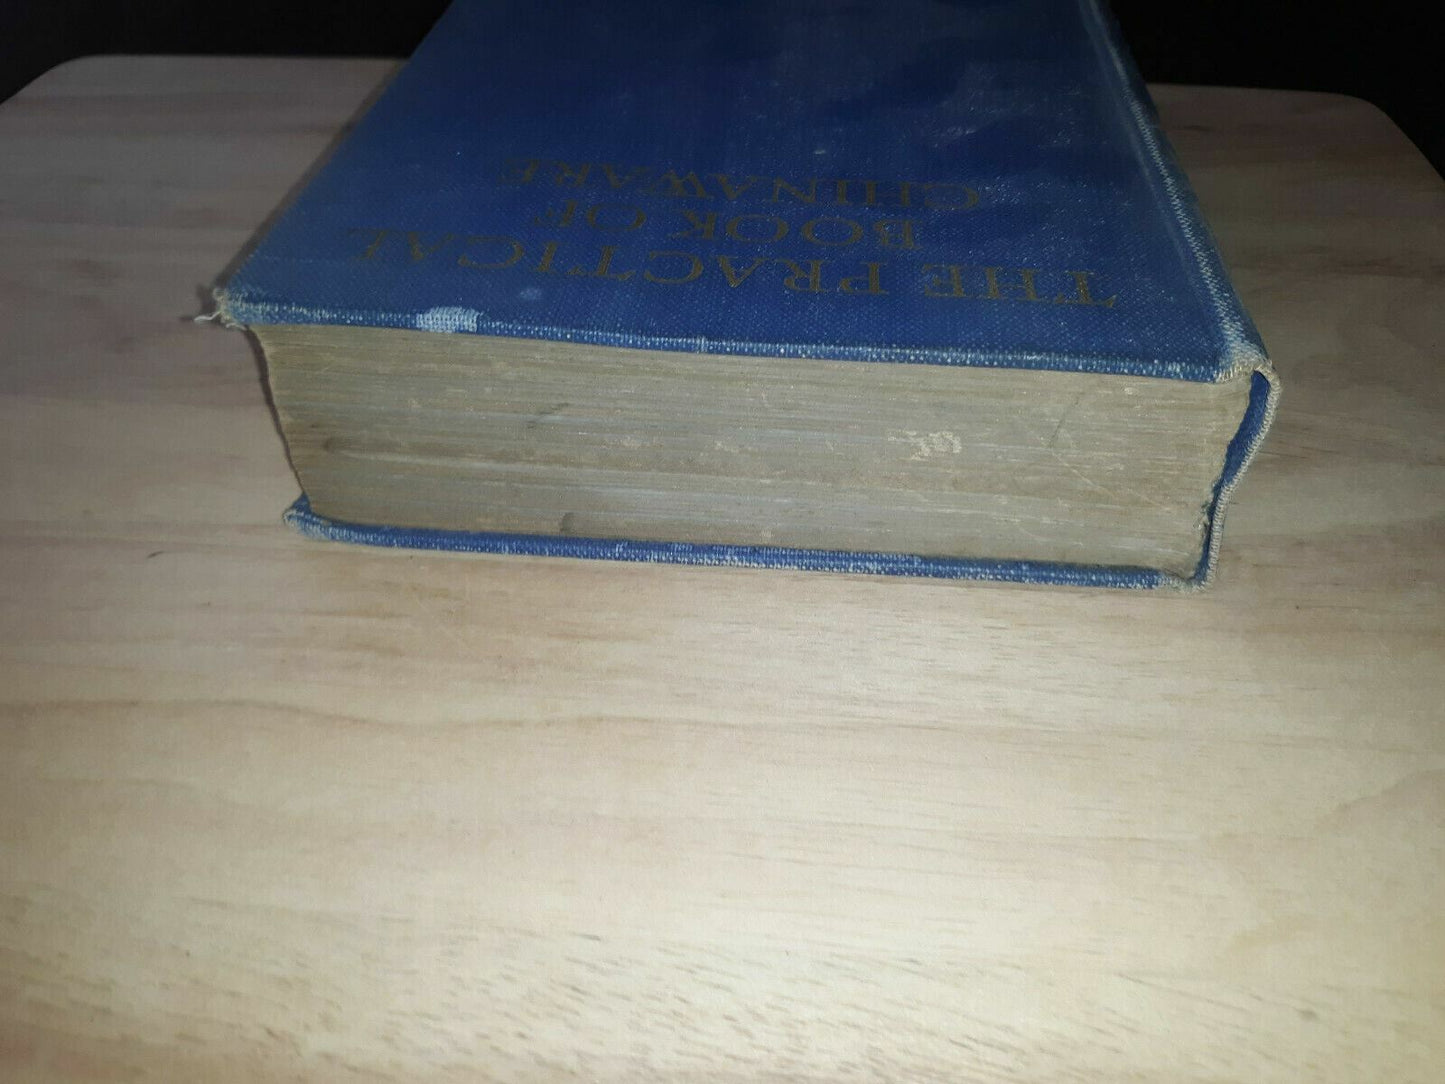 THE PRACTICAL
BOOK OF
CHINAWARE